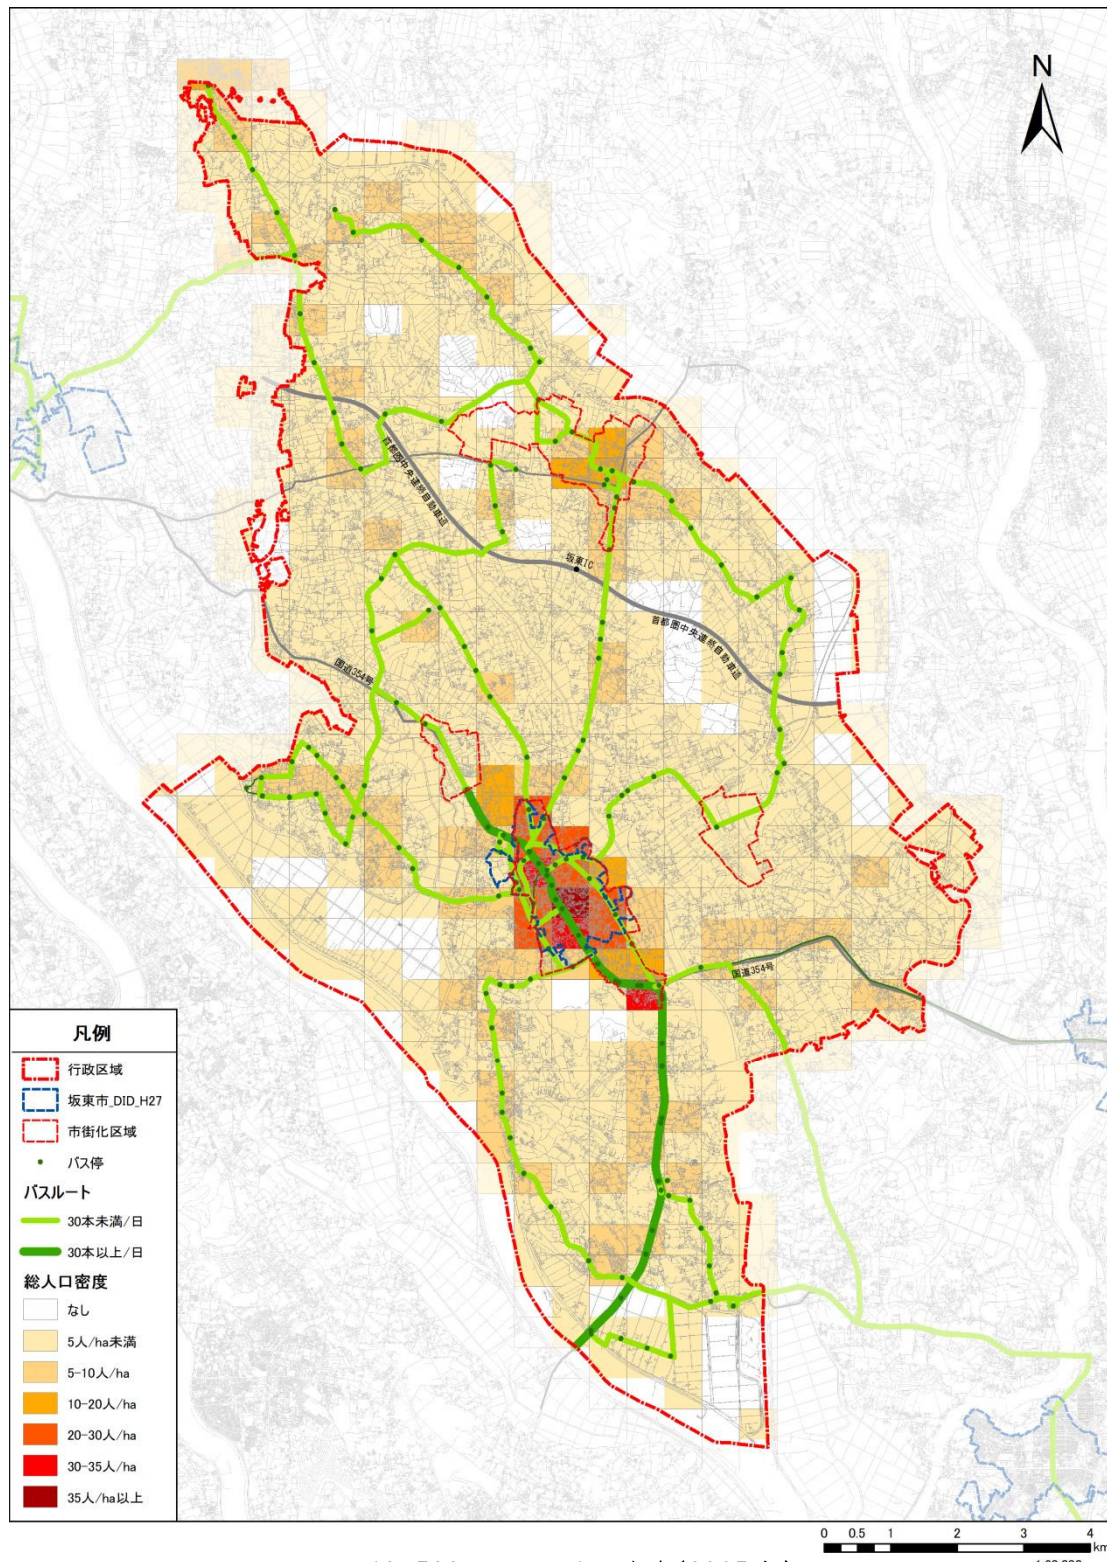 N
首都圏中央連絡自動車道
坂東IC
首都圏中央連絡自動車道
国道354号
国道354号
凡例
行政区域
坂東市_DID_H27
市街化区域
バス停
バスルート
30本未満/日
30本以上/日
総人口密度
なし
5人/ha未満
5-10人/ha
10-20人/ha
20-30人/ha
30-35人/ha
35人/ha以上
0 0.5 1 2 3 4
km